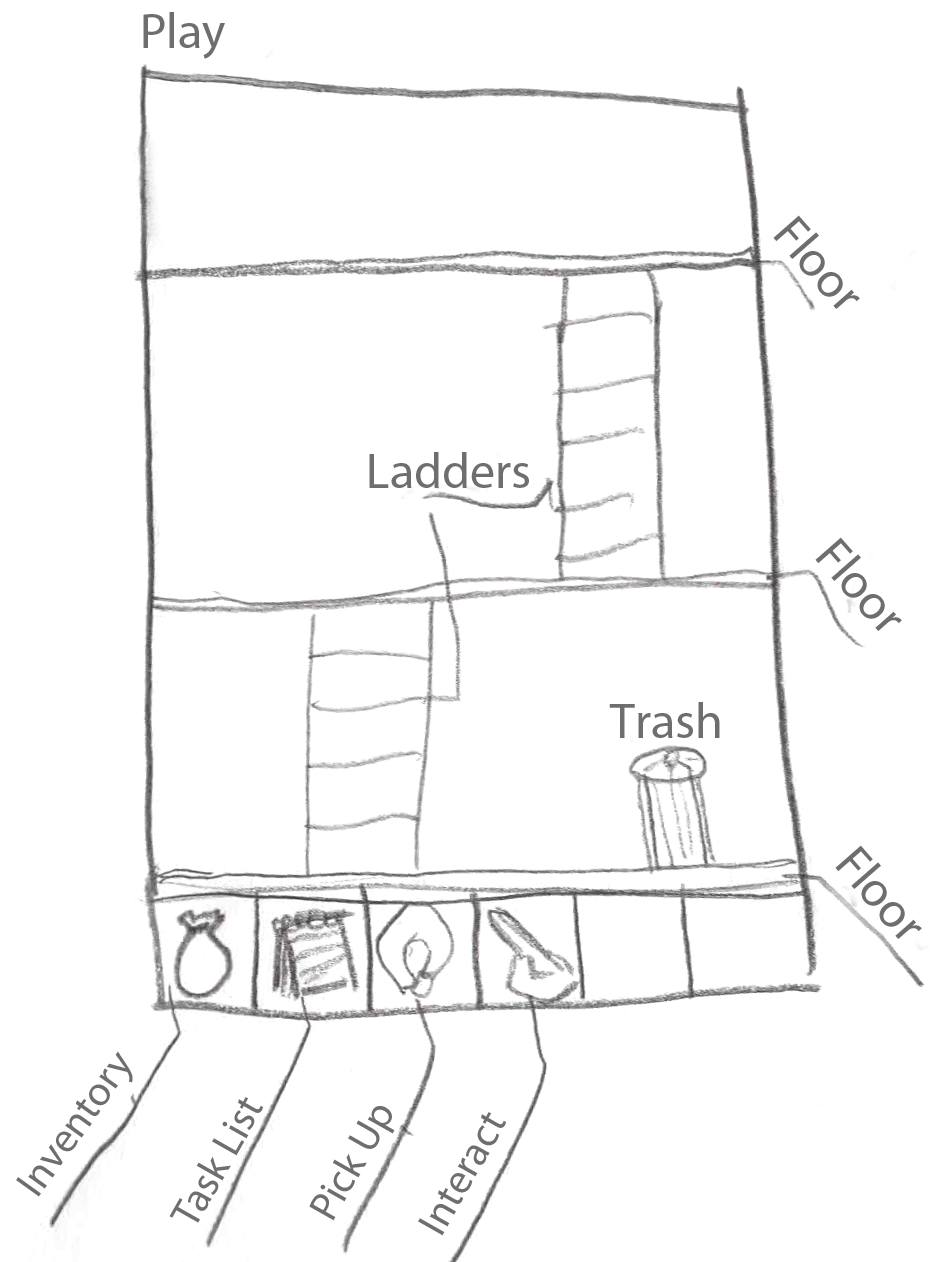 Play
Floor
Ladders
Floor
Trash
Floor
Inventory
Task List
Pick Up
Interact